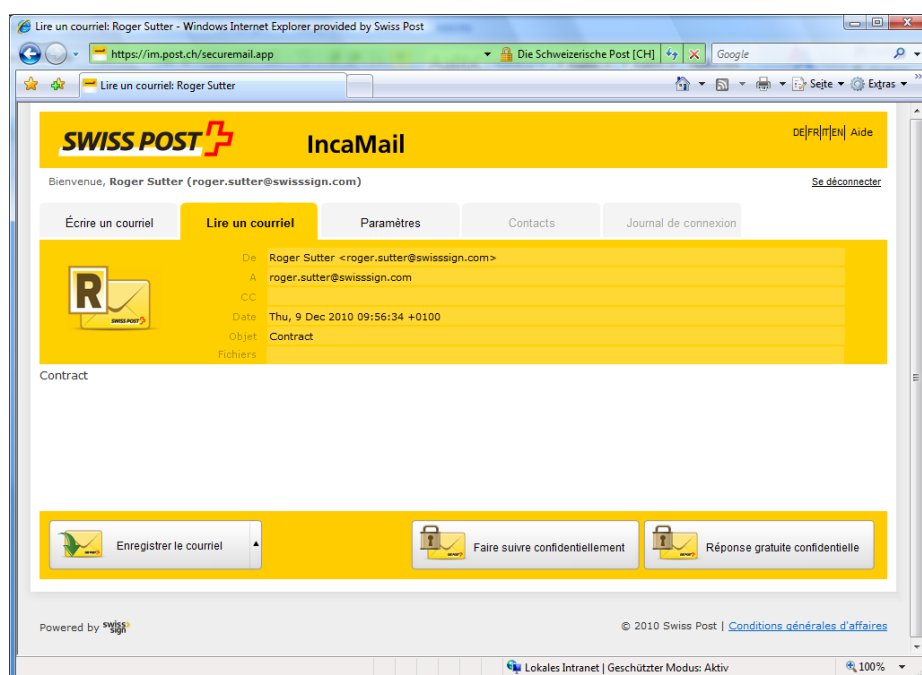 Lire un courriel: Roger Sutter - Windows Internet Explorer provided by Swiss Post
https://im.post.ch/securemail.app Die Schweizerische Post [CH] Google
Lire un courriel: Roger Sutter Seite Extras
SWISS POST IncaMail DE|FR|IT|EN| Aide
Bienvenue, Roger Sutter (roger.sutter@swisssign.com) Se déconnecter
Écrire un courriel Lire un courriel Paramètres Contacts Journal de connexion
De Roger Sutter <roger.sutter@swisssign.com>
A roger.sutter@swisssign.com
CC
Date Thu, 9 Dec 2010 09:56:34 +0100
Objet Contract
Fichiers
R
SWISS POST
Contract
Enregistrer le courriel Faire suivre confidentiellement Réponse gratuite confidentielle
Powered by swiss sign © 2010 Swiss Post | Conditions générales d'affaires
Lokales Intranet | Geschützter Modus: Aktiv 100%